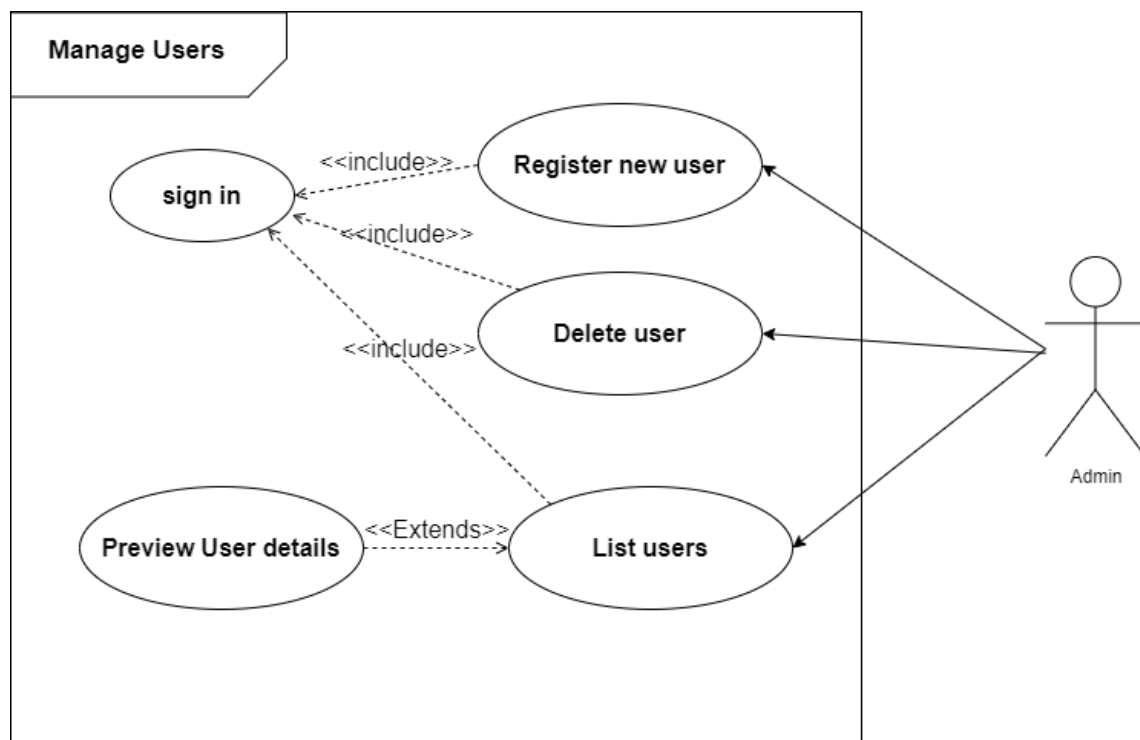 Manage Users
<<include>>
Register new user
sign in
<<include>>
Delete user
<<include>>
Admin
<<Extends>>
Preview User details
List users